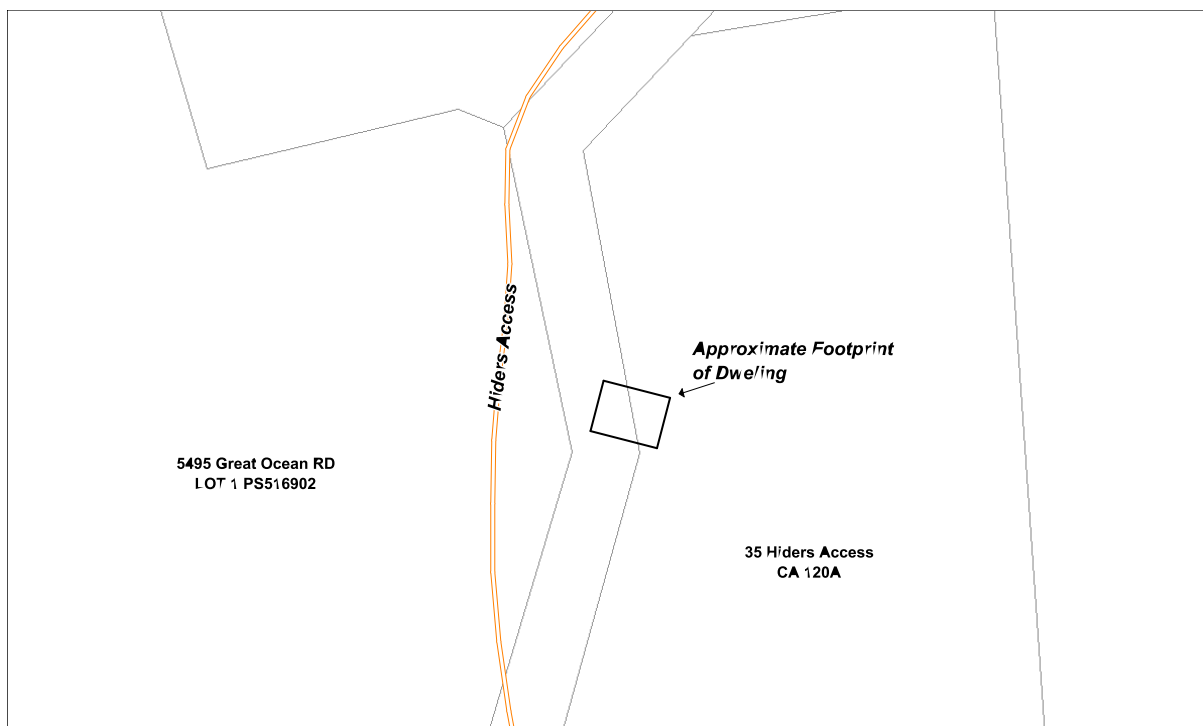 Hiders Access
Approximate Footprint
of Dweling
5495 Great Ocean RD
LOT 1 PS516902
35 Hiders Access
CA 120A